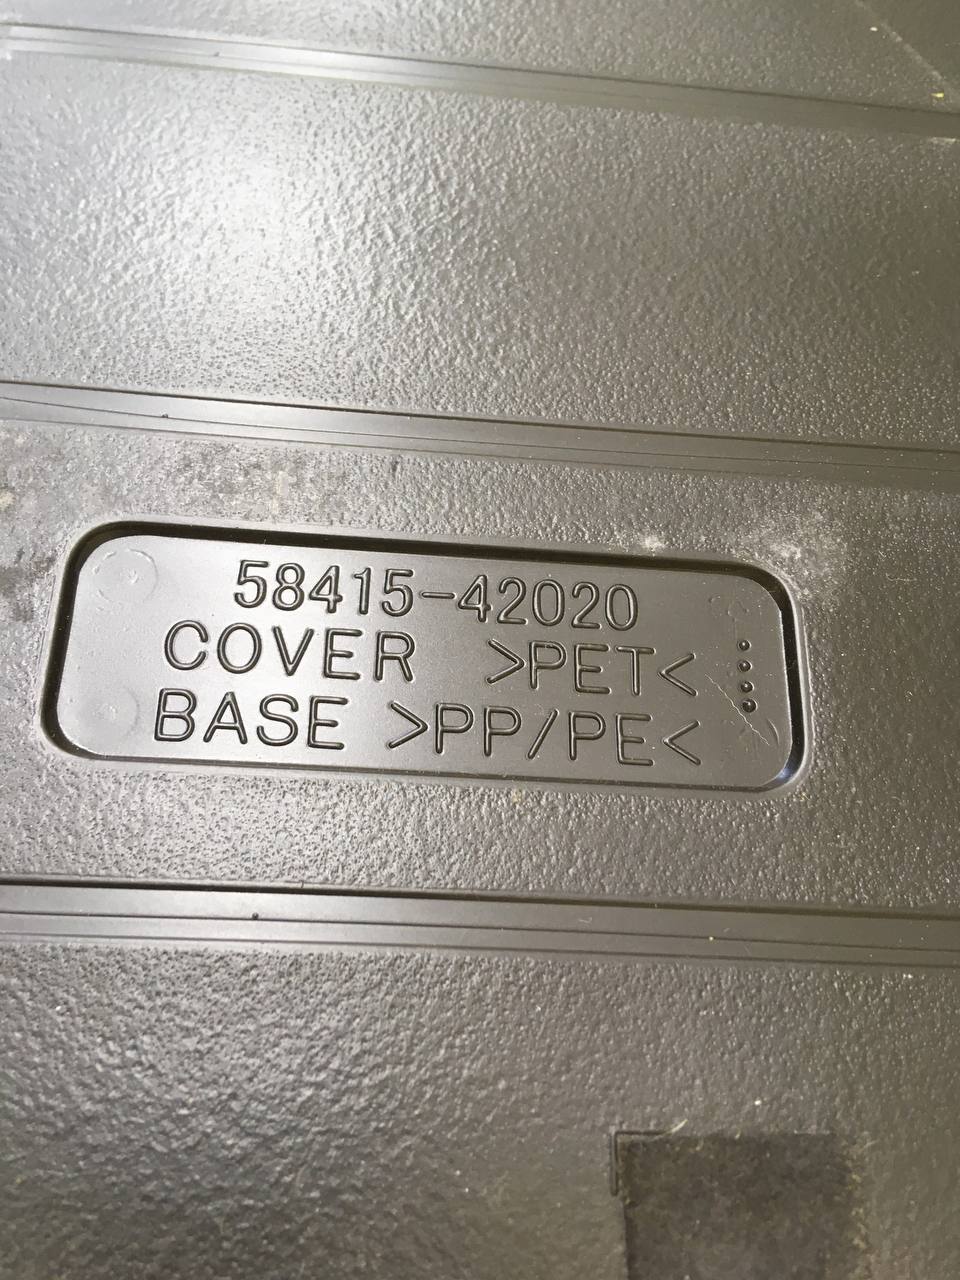 58415-42020
COVER >PET<
BASE >PP/PE<